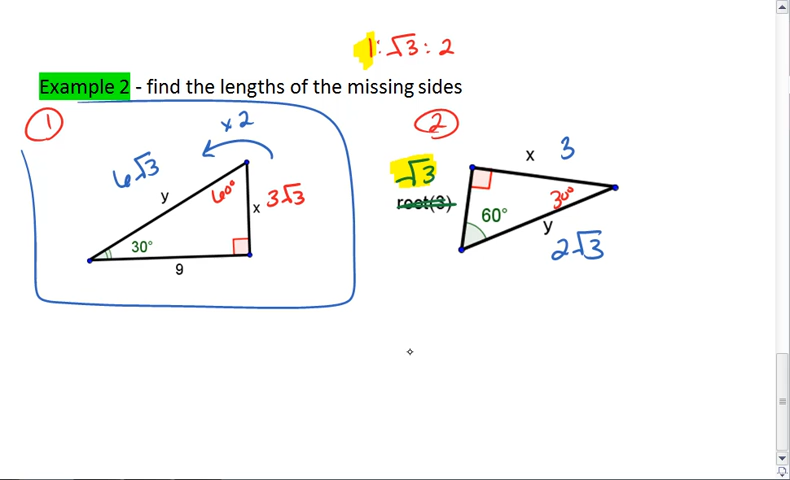 1 : √3 : 2
Example 2 - find the lengths of the missing sides
1
x 2
6√3
y
60°
x
3√3
30°
9
2
√3
root(3)
x
3
60°
30°
y
2√3